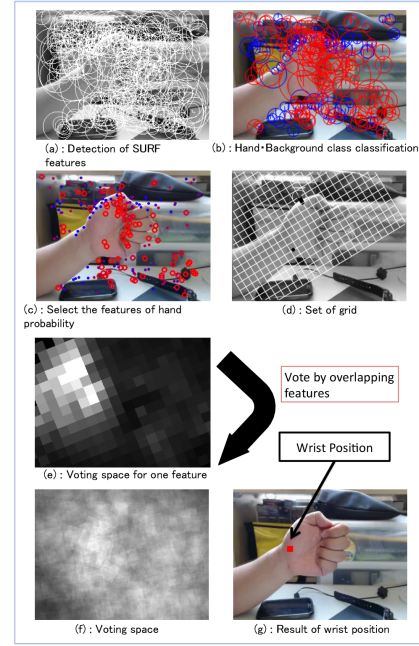 (a) : Detection of SURF
features
(b) : Hand・Background class classification
(c) : Select the features of hand
probability
(d) : Set of grid
Vote by overlapping
features
Wrist Position
(e) : Voting space for one feature
(f) : Voting space
(g) : Result of wrist position